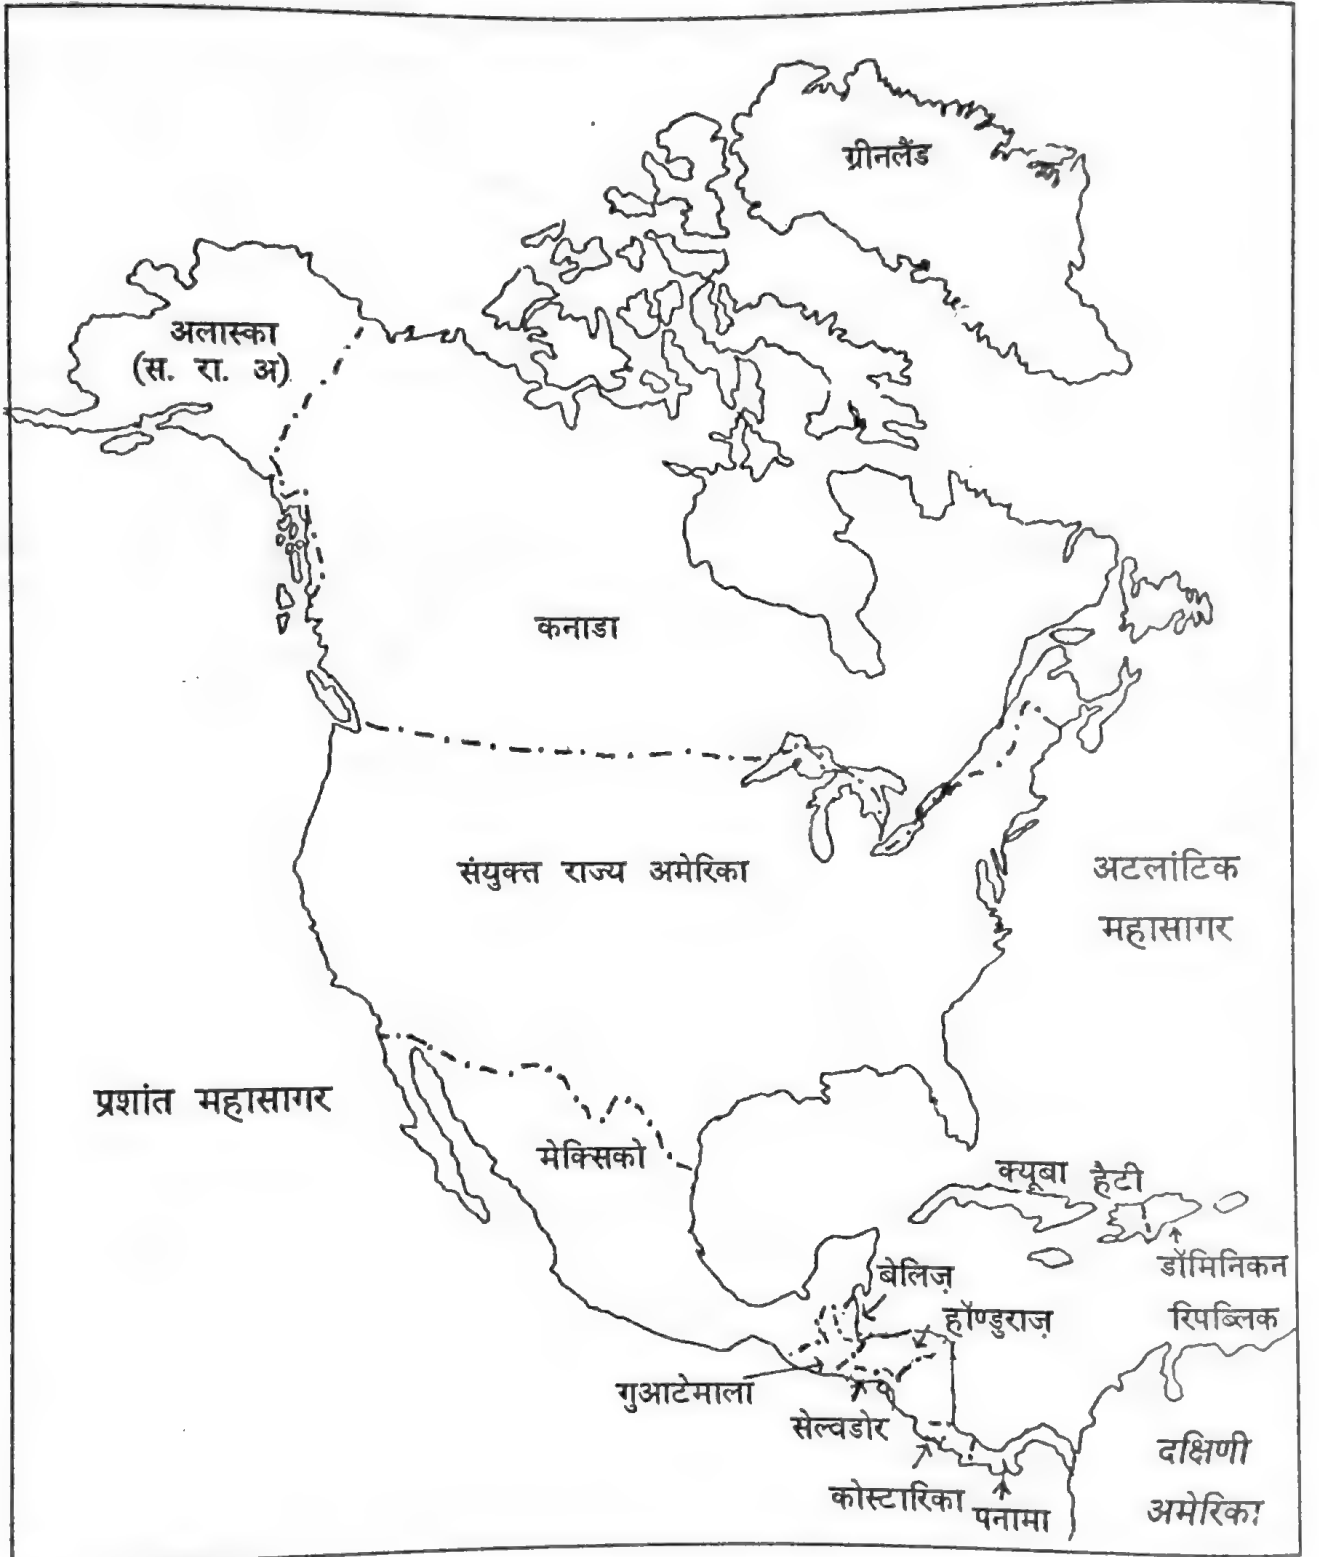 ग्रीनलैंड
अलास्का
(स. रा. अ)
कनाडा
संयुक्त राज्य अमेरिका
अटलांटिक
महासागर
प्रशांत महासागर
मेक्सिको
क्यूबा
हैटी
डॉमिनिकन
रिपब्लिक
बेलिज़
हॉण्डुराज़
गुआटेमाला
सेल्वडोर
कोस्टारिका
पनामा
दक्षिणी
अमेरिका